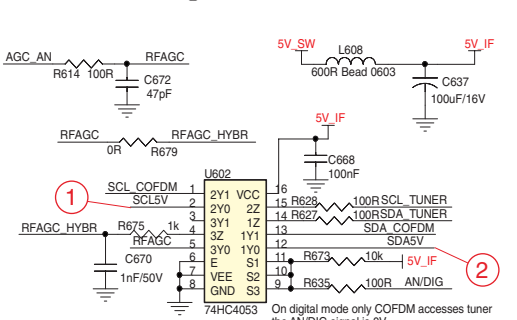 AGC_AN
RFAGC
R614 100R
C672
47pF
5V_SW
L608
5V_IF
600R Bead 0603
C637
100uF/16V
RFAGC
RFAGC_HYBR
0R R679
5V_IF
C668
100nF
U602
SCL_COFDM 1 2Y1 VCC 16
1 SCL5V 2 2Y0 2Z 15 R628 100R SCL_TUNER
3 3Y1 1Z 14 R627 100R SDA_TUNER
RFAGC_HYBR R675 1k 4 3Z 1Y1 13 SDA_COFDM
RFAGC 5 3Y0 1Y0 12 SDA5V
6 E S1 11 R673 10k 5V_IF 2
C670
7 VEE S2 10
1nF/50V
8 GND S3 9 R635 100R AN/DIG
74HC4053
On digital mode only COFDM accesses tuner